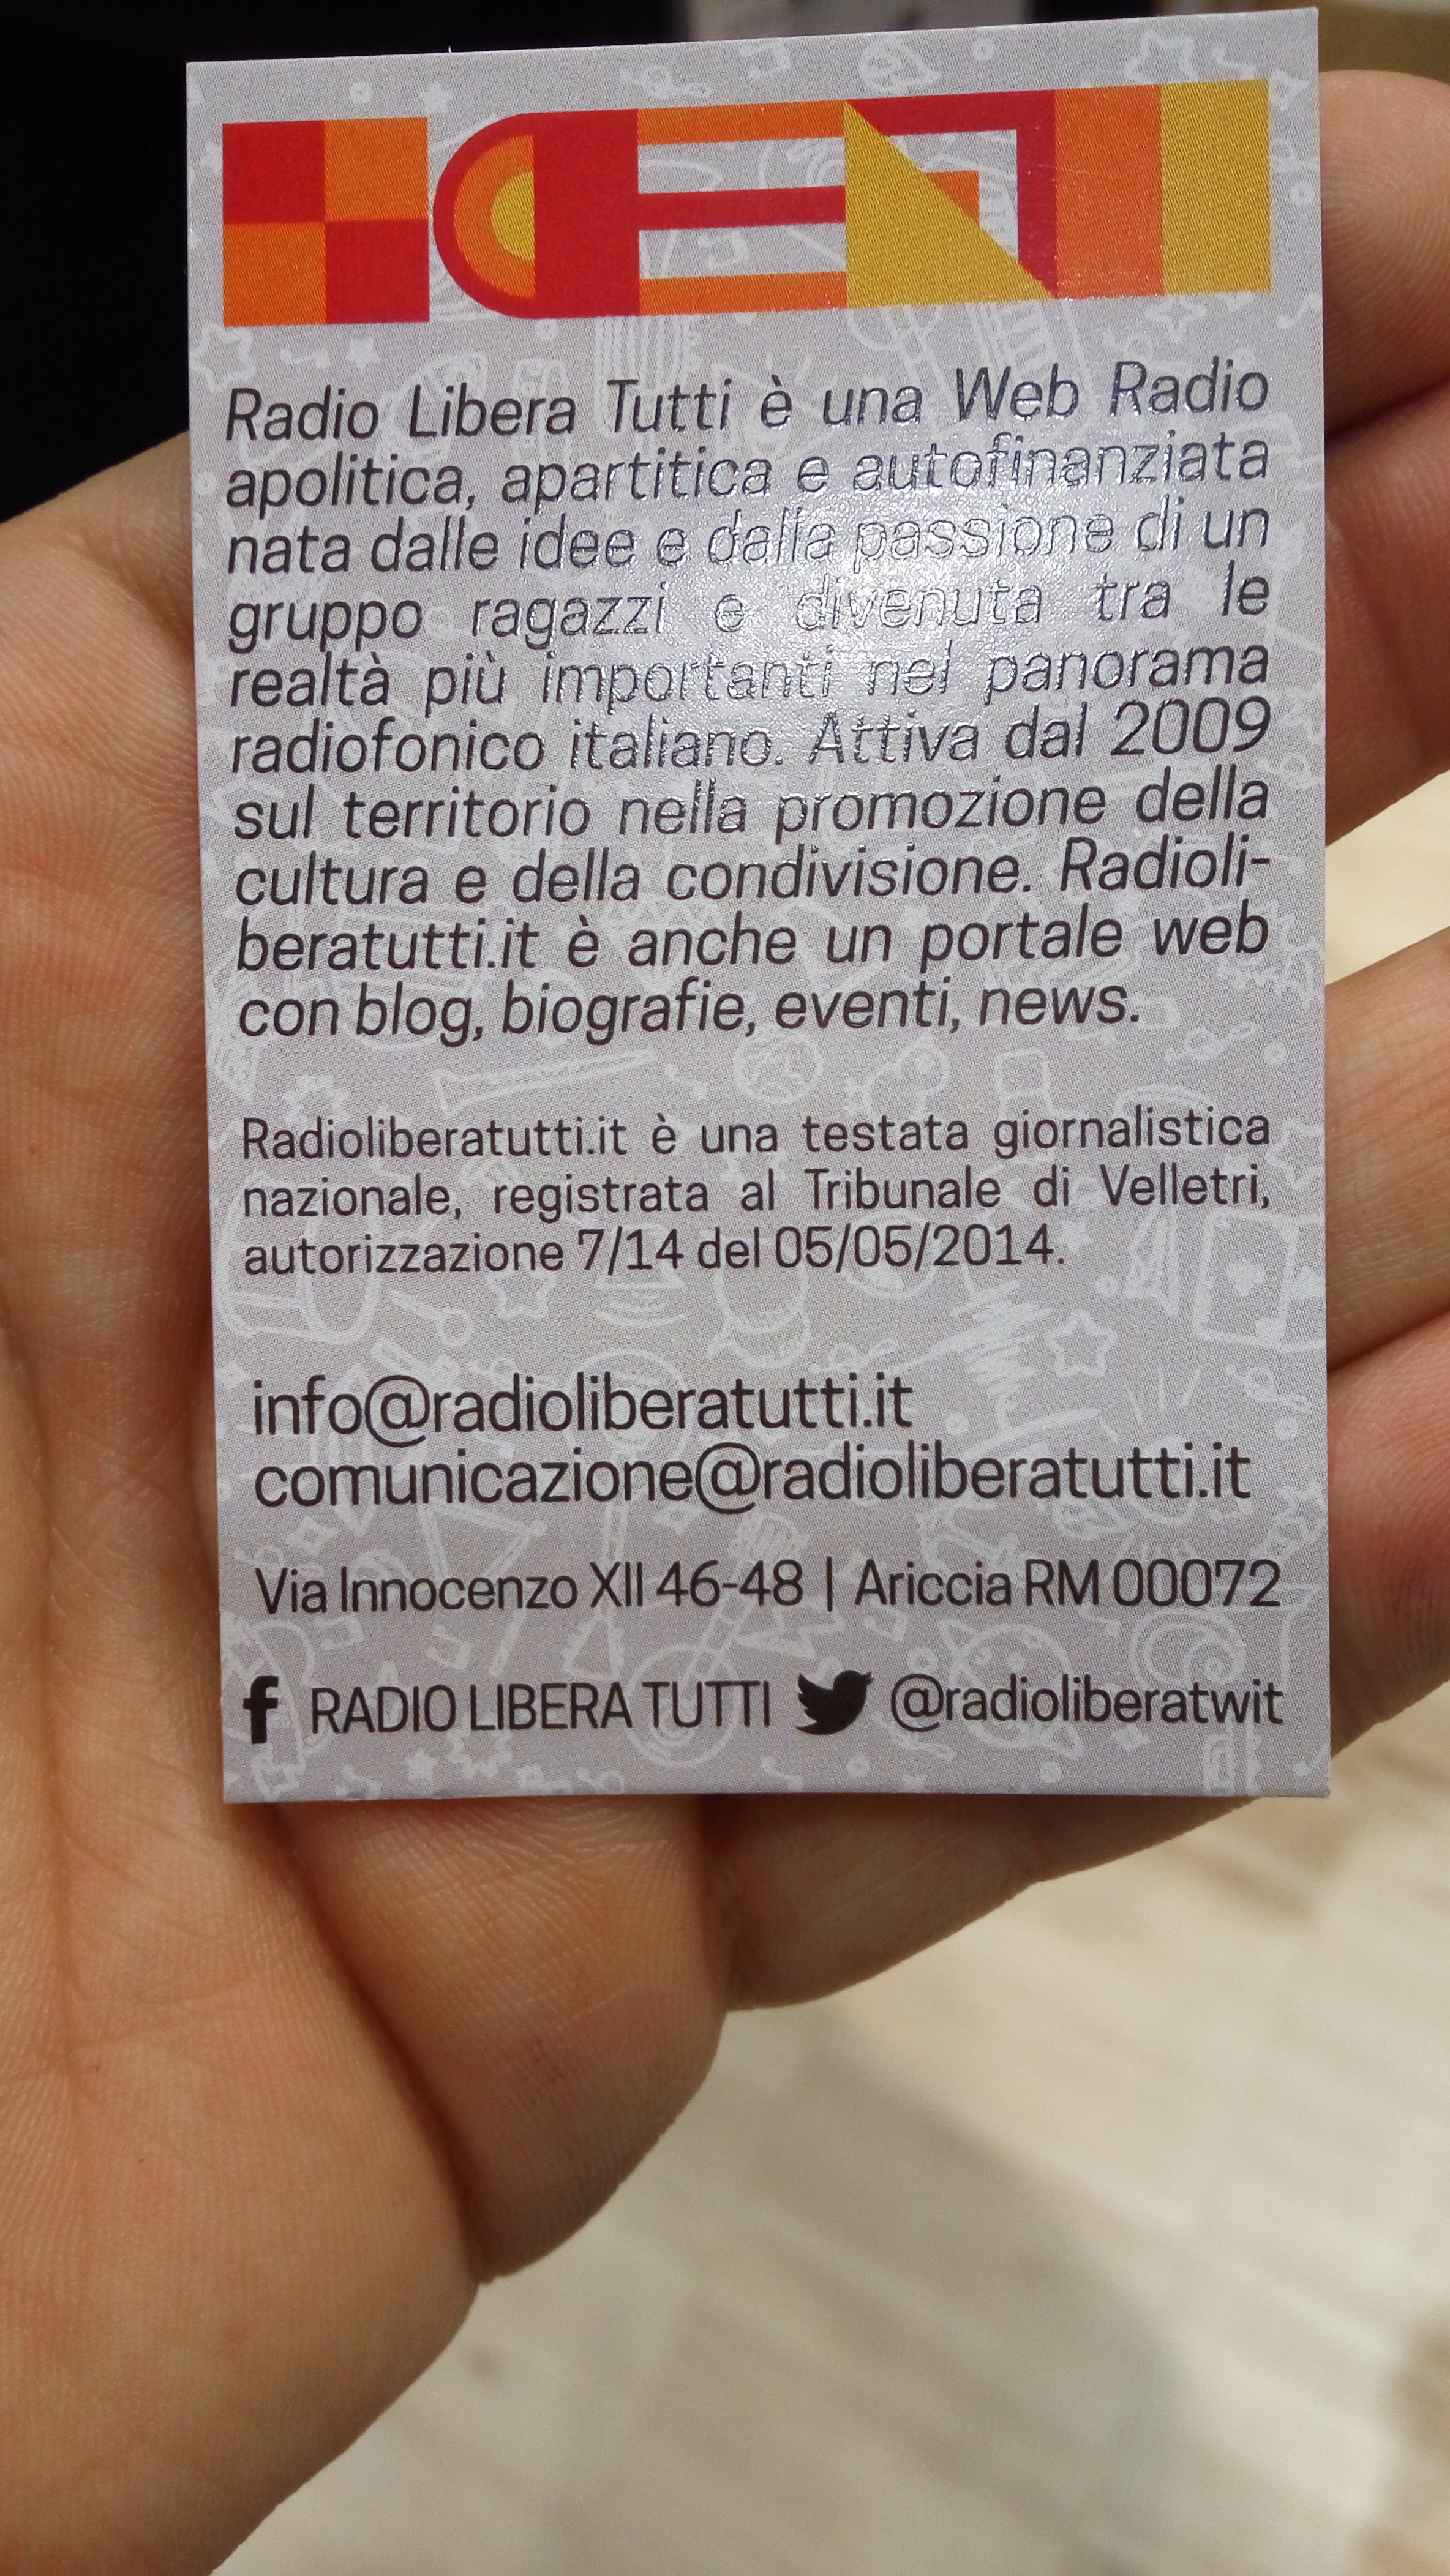 Radio Libera Tutti è una Web Radio
apolitica, apartitica e autofinanziata
nata dalle idee e dalla passione di un
gruppo ragazzi e divenuta tra le
realtà più importanti nel panorama
radiofonico italiano. Attiva dal 2009
sul territorio nella promozione della
cultura e della condivisione. Radioli-
beratutti.it è anche un portale web
con blog, biografie, eventi, news.
Radioliberatutti.it è una testata giornalistica
nazionale, registrata al Tribunale di Velletri,
autorizzazione 7/14 del 05/05/2014.
info@radioliberatutti.it
comunicazione@radioliberatutti.it
Via Innocenzo XII 46-48 | Ariccia RM 00072
f RADIO LIBERA TUTTI @radioliberatwit